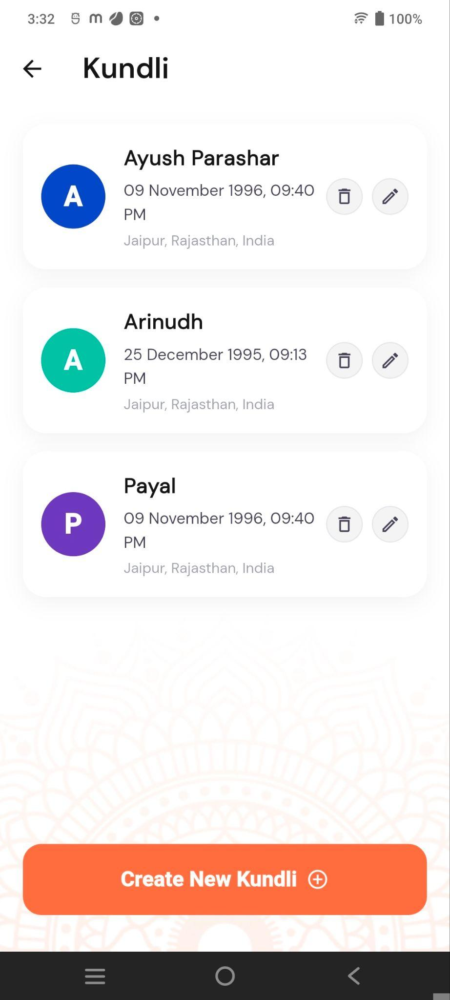 3:32
100%
Kundli
A
Ayush Parashar
09 November 1996, 09:40
PM
Jaipur, Rajasthan, India
A
Arinudh
25 December 1995, 09:13
PM
Jaipur, Rajasthan, India
P
Payal
09 November 1996, 09:40
PM
Jaipur, Rajasthan, India
Create New Kundli